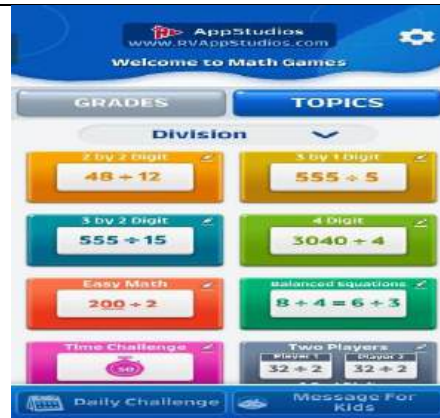 RV AppStudios
www.RVAppStudios.com
Welcome to Math Games
GRADES TOPICS
Division
2 by 2 Digit 3 by 1 Digit
48 ÷ 12 555 ÷ 5
3 by 2 Digit 4 Digit
555 ÷ 15 3040 ÷ 4
Easy Math Balanced Equations
200 ÷ 2 8 ÷ 4 = 6 ÷ 3
Time Challenge Two Players
50 Player 1 Player 2
32 ÷ 2 32 ÷ 2
Daily Challenge Message For
Kids